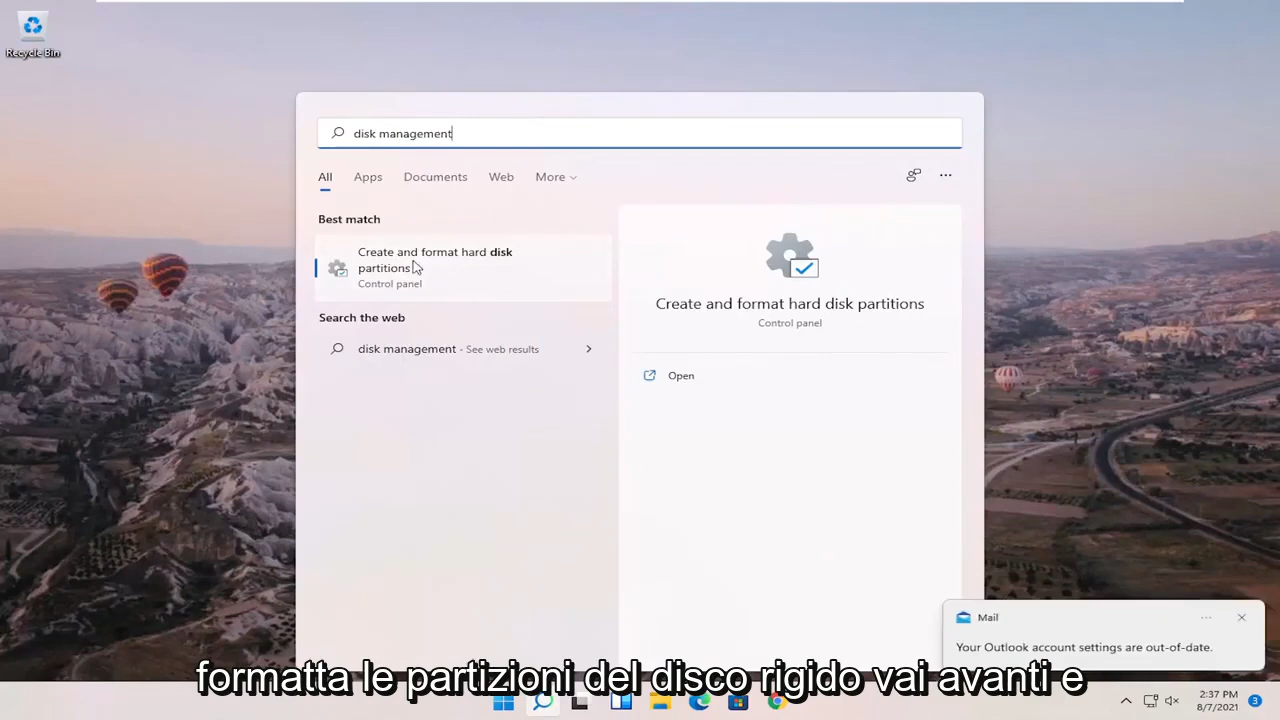 Recycle Bin
disk management
All Apps Documents Web More
Best match
Create and format hard disk
partitions
Control panel
Search the web
disk management - See web results
Create and format hard disk partitions
Control panel
Open
Mail
Your Outlook account settings are out-of-date.
formatta le partizioni del disco rigido vai avanti e
2:37 PM
8/7/2021
3